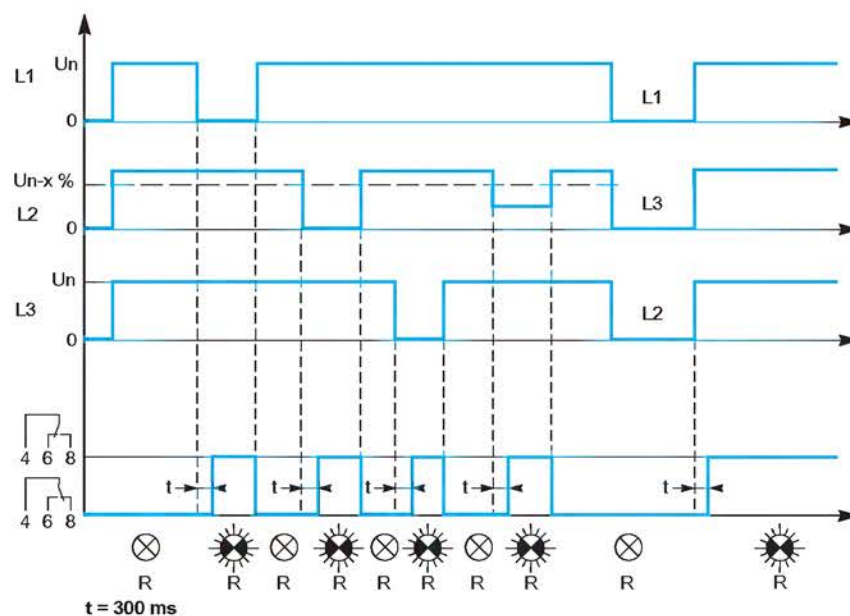 Un
L1 L1
0
Un-x %
L2 L3
0
Un
L3 L2
0
4 6 8
t t t t t
4 6 8
R R R R R R R R R R
t = 300 ms